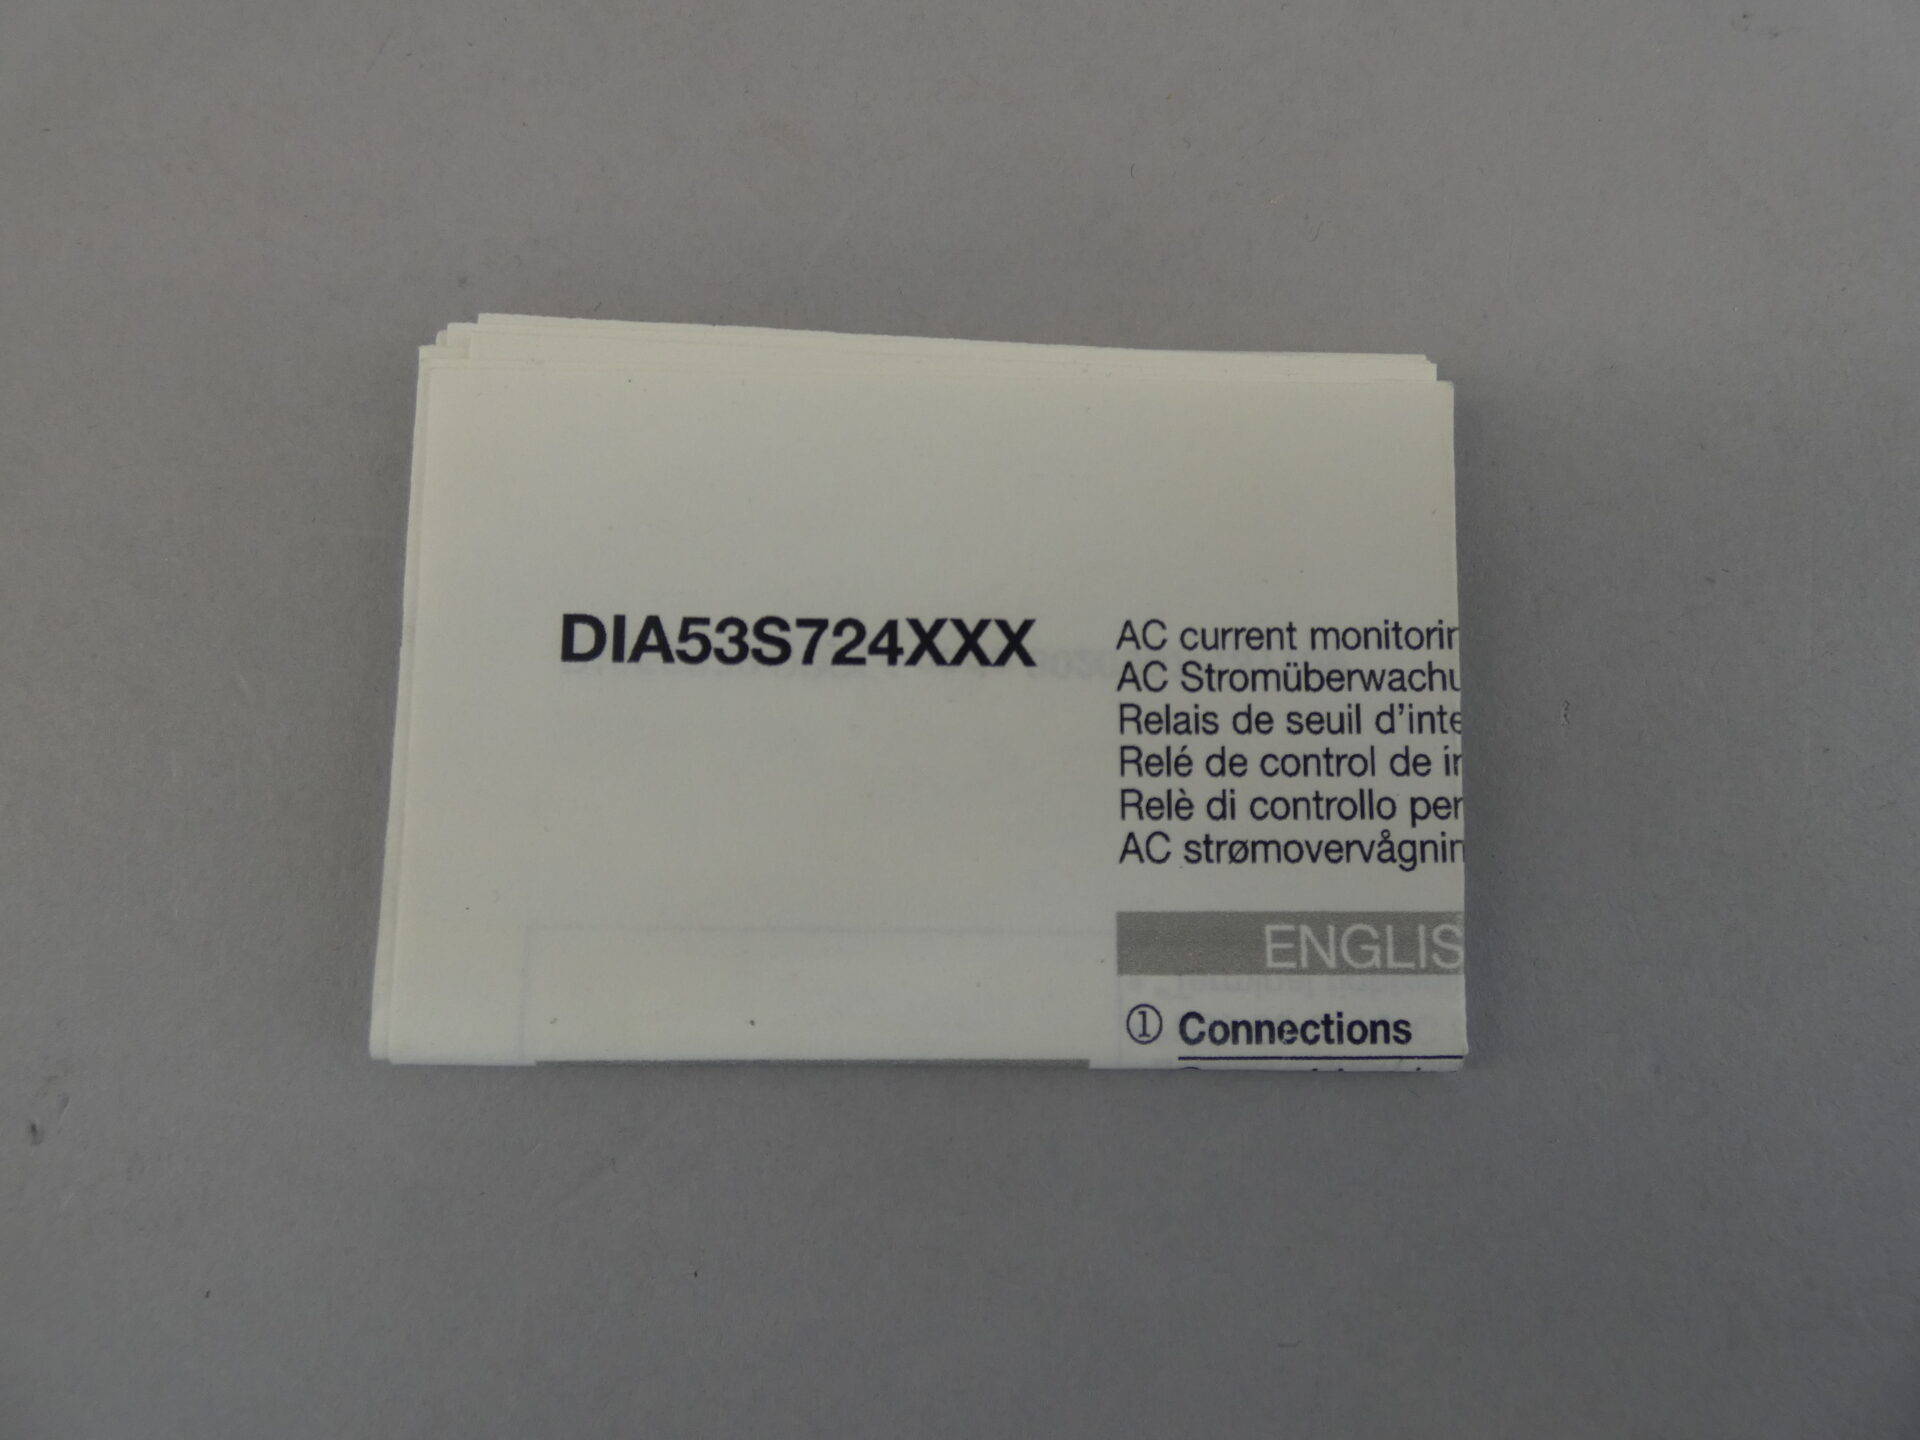 DIA53S724XXX
AC current monitorin
AC Stromüberwachu
Relais de seuil d'inte
Relé de control de in
Relè di controllo per
AC strømovervågnin
ENGLIS
① Connections